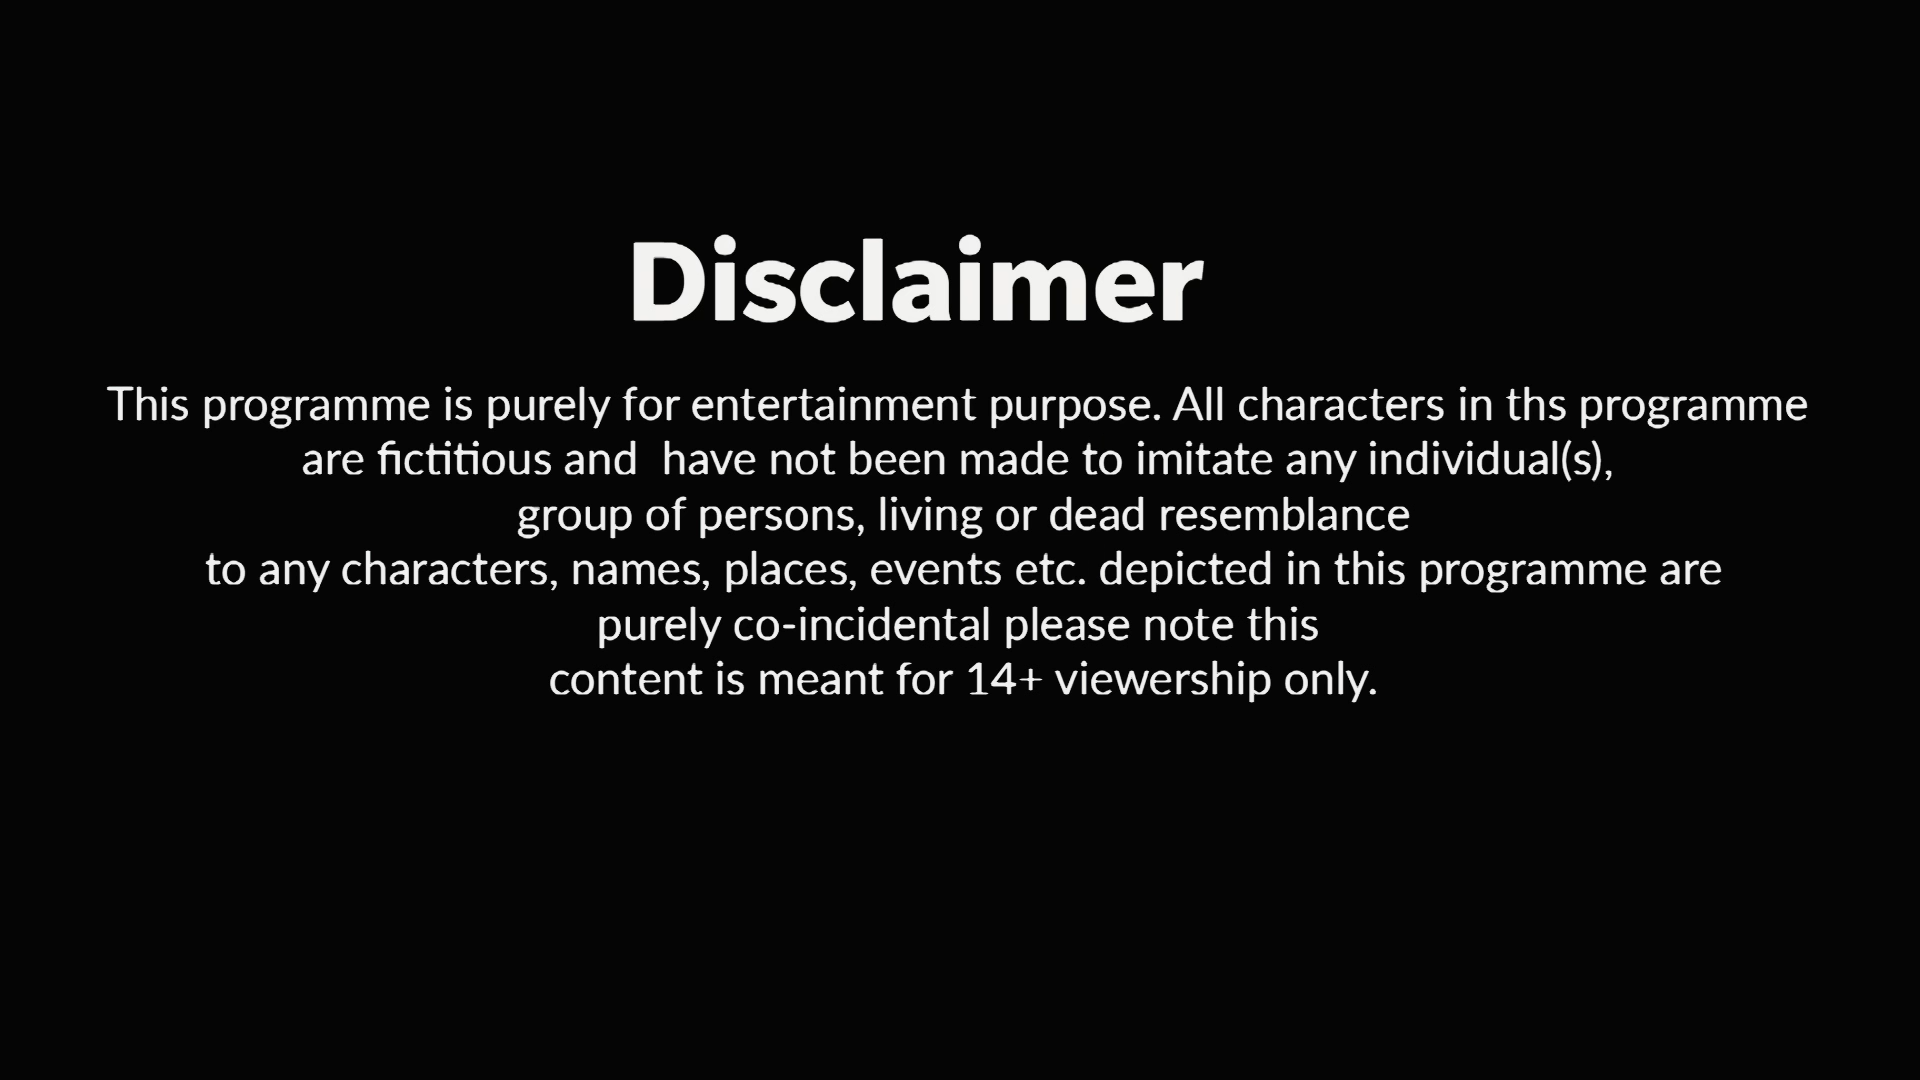 Disclaimer
This programme is purely for entertainment purpose. All characters in ths programme
are fictitious and  have not been made to imitate any individual(s),
group of persons, living or dead resemblance
to any characters, names, places, events etc. depicted in this programme are
purely co-incidental please note this
content is meant for 14+ viewership only.